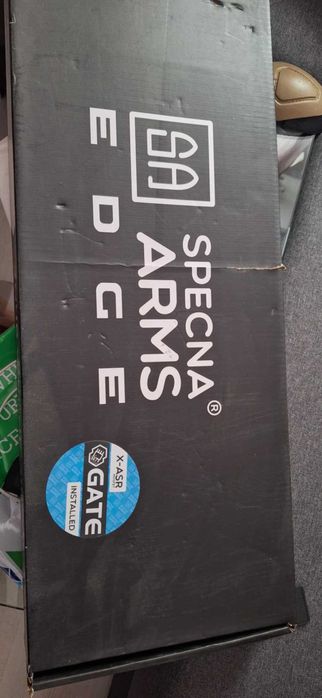 SA
SPECNA
ARMS®
EDGE
X-ASR
GATE
INSTALLED